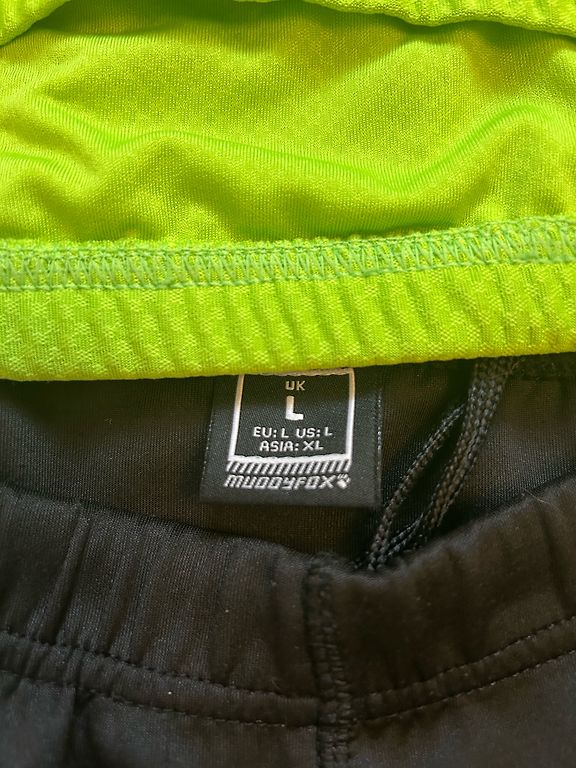 UK
L
EU: L US: L
ASIA: XL
MUDDYFOX